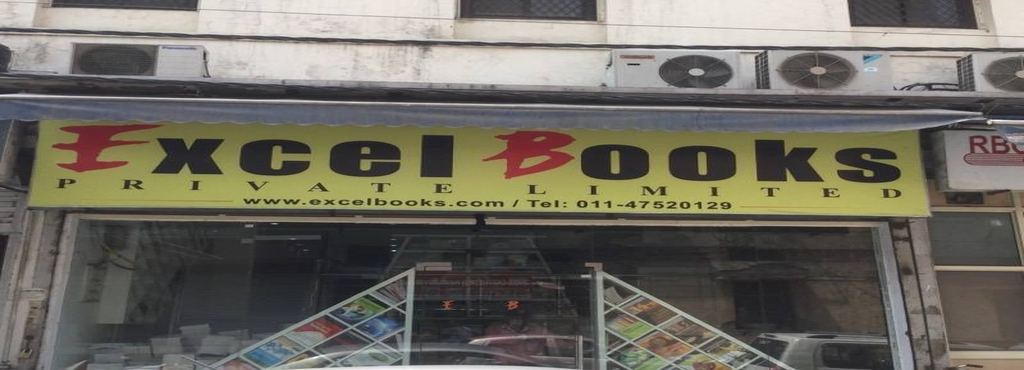 Excel Books
PRIVATE LIMITED
www.excelbooks.com / Tel: 011-47520129
E B